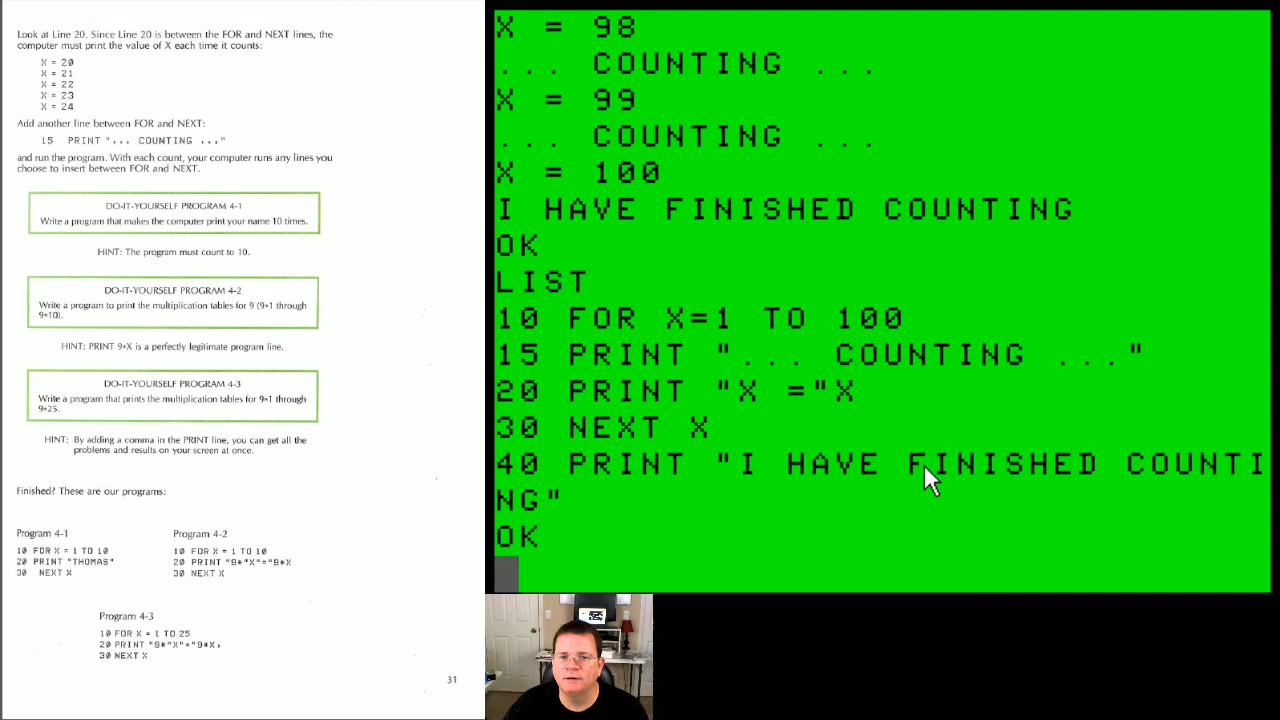 Look at Line 20. Since Line 20 is between the FOR and NEXT lines, the
computer must print the value of X each time it counts:
X = 20
X = 21
X = 22
X = 23
X = 24
Add another line between FOR and NEXT:
15 PRINT "... COUNTING ..."
and run the program. With each count, your computer runs any lines you
choose to insert between FOR and NEXT.
DO-IT-YOURSELF PROGRAM 4-1
Write a program that makes the computer print your name 10 times.
HINT: The program must count to 10.
DO-IT-YOURSELF PROGRAM 4-2
Write a program to print the multiplication tables for 9 (9*1 through
9*10).
HINT: PRINT 9*X is a perfectly legitimate program line.
DO-IT-YOURSELF PROGRAM 4-3
Write a program that prints the multiplication tables for 9*1 through
9*25.
HINT: By adding a comma in the PRINT line, you can get all the
problems and results on your screen at once.
Finished? These are our programs:
Program 4-1
10 FOR X = 1 TO 10
20 PRINT "THOMAS"
30 NEXT X
Program 4-2
10 FOR X = 1 TO 10
20 PRINT "9*"X"="9*X
30 NEXT X
Program 4-3
10 FOR X = 1 TO 25
20 PRINT "9*"X"="9*X,
30 NEXT X
31
X = 98
... COUNTING ...
X = 99
... COUNTING ...
X = 100
I HAVE FINISHED COUNTING
OK
LIST
10 FOR X=1 TO 100
15 PRINT "... COUNTING ..."
20 PRINT "X ="X
30 NEXT X
40 PRINT "I HAVE FINISHED COUNTI
NG"
OK